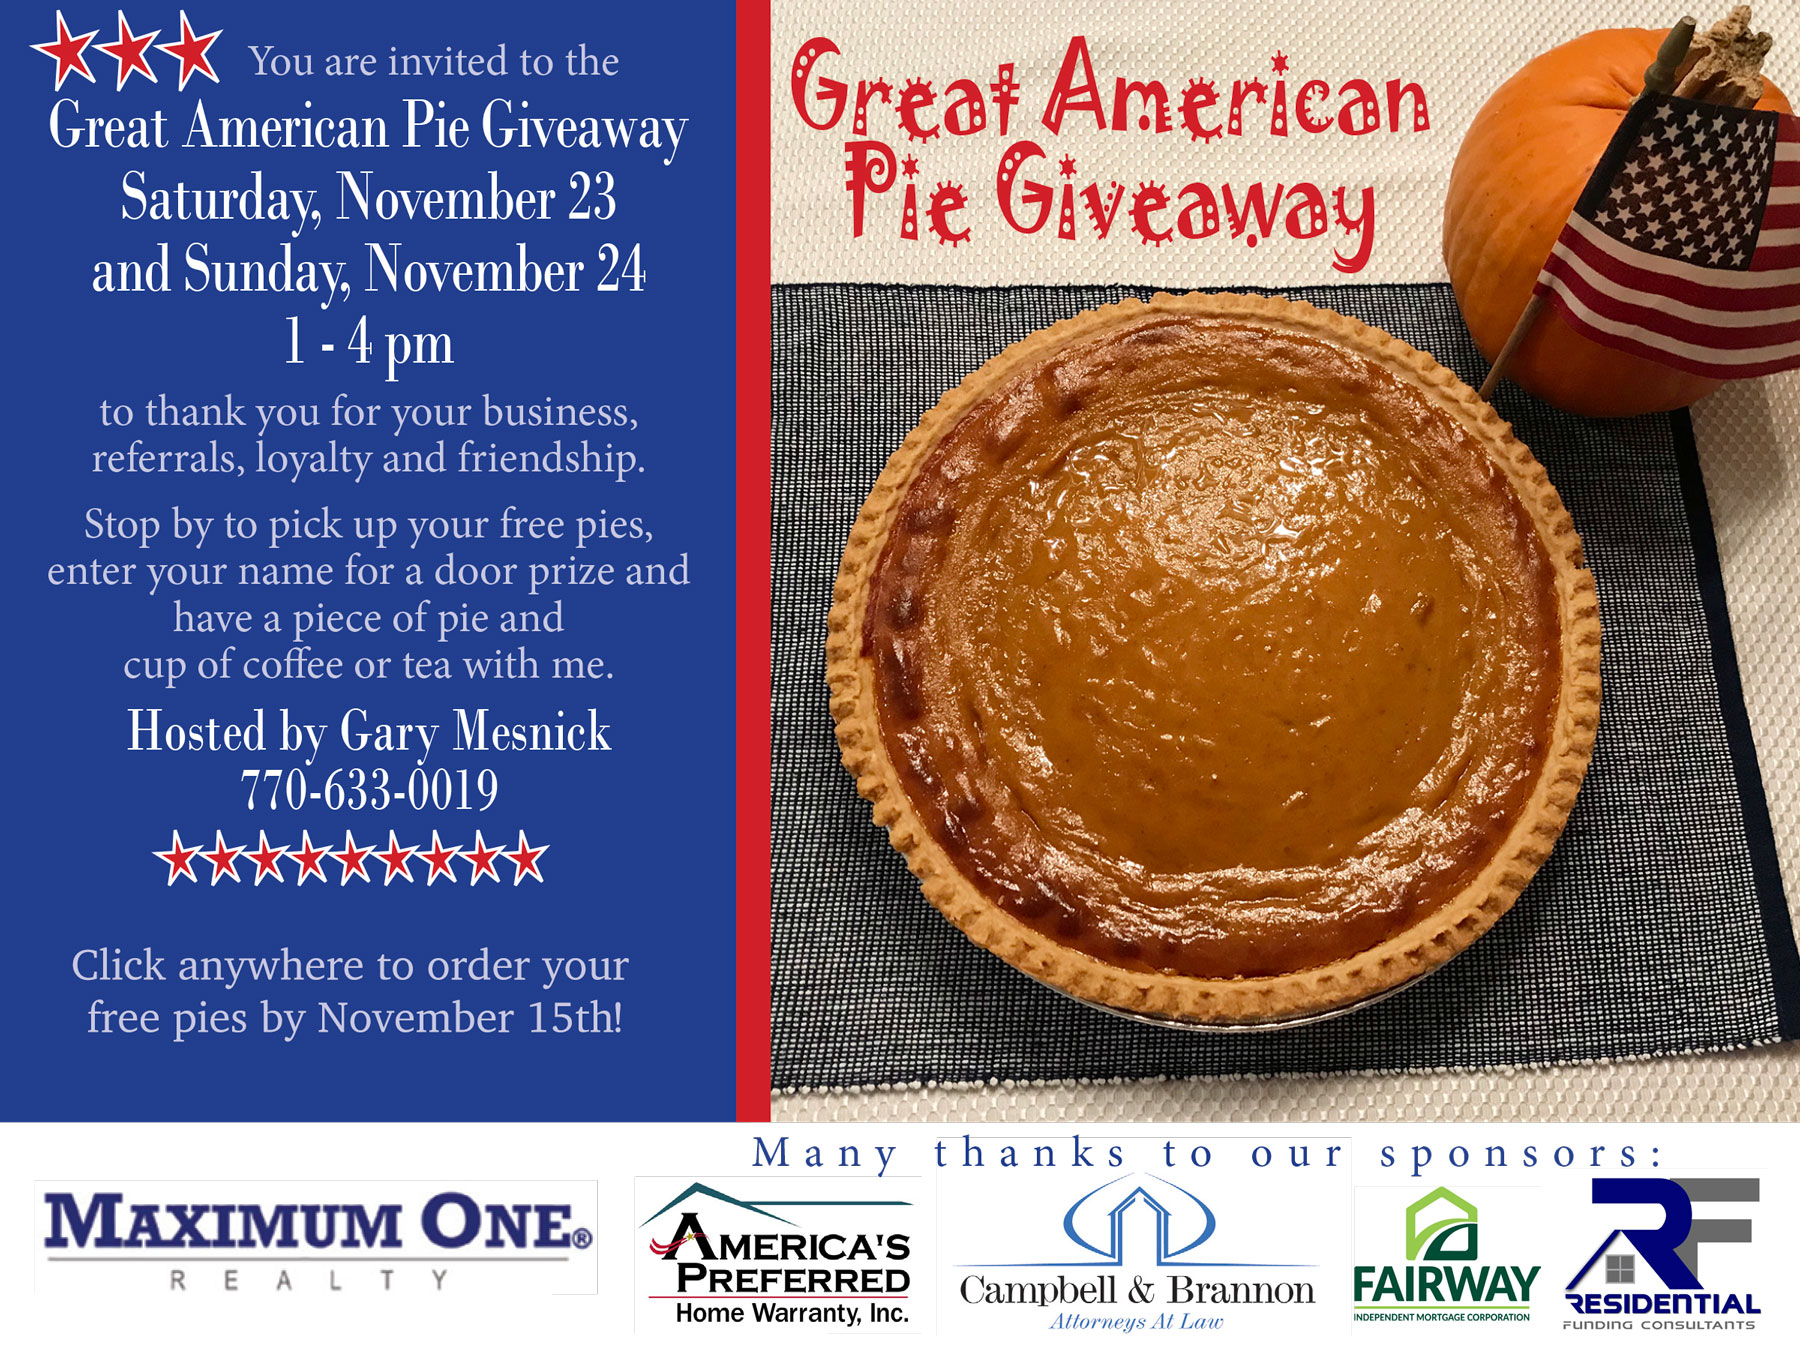 You are invited to the
Great American Pie Giveaway
Saturday, November 23
and Sunday, November 24
1 - 4 pm
to thank you for your business,
referrals, loyalty and friendship.
Stop by to pick up your free pies,
enter your name for a door prize and
have a piece of pie and
cup of coffee or tea with me.
Hosted by Gary Mesnick
770-633-0019
Click anywhere to order your
free pies by November 15th!
Great American
Pie Giveaway
Many thanks to our sponsors:
MAXIMUM ONE®
REALTY
AMERICA'S
PREFERRED
Home Warranty, Inc.
Campbell & Brannon
Attorneys At Law
FAIRWAY
INDEPENDENT MORTGAGE CORPORATION
RF
RESIDENTIAL
FUNDING CONSULTANTS